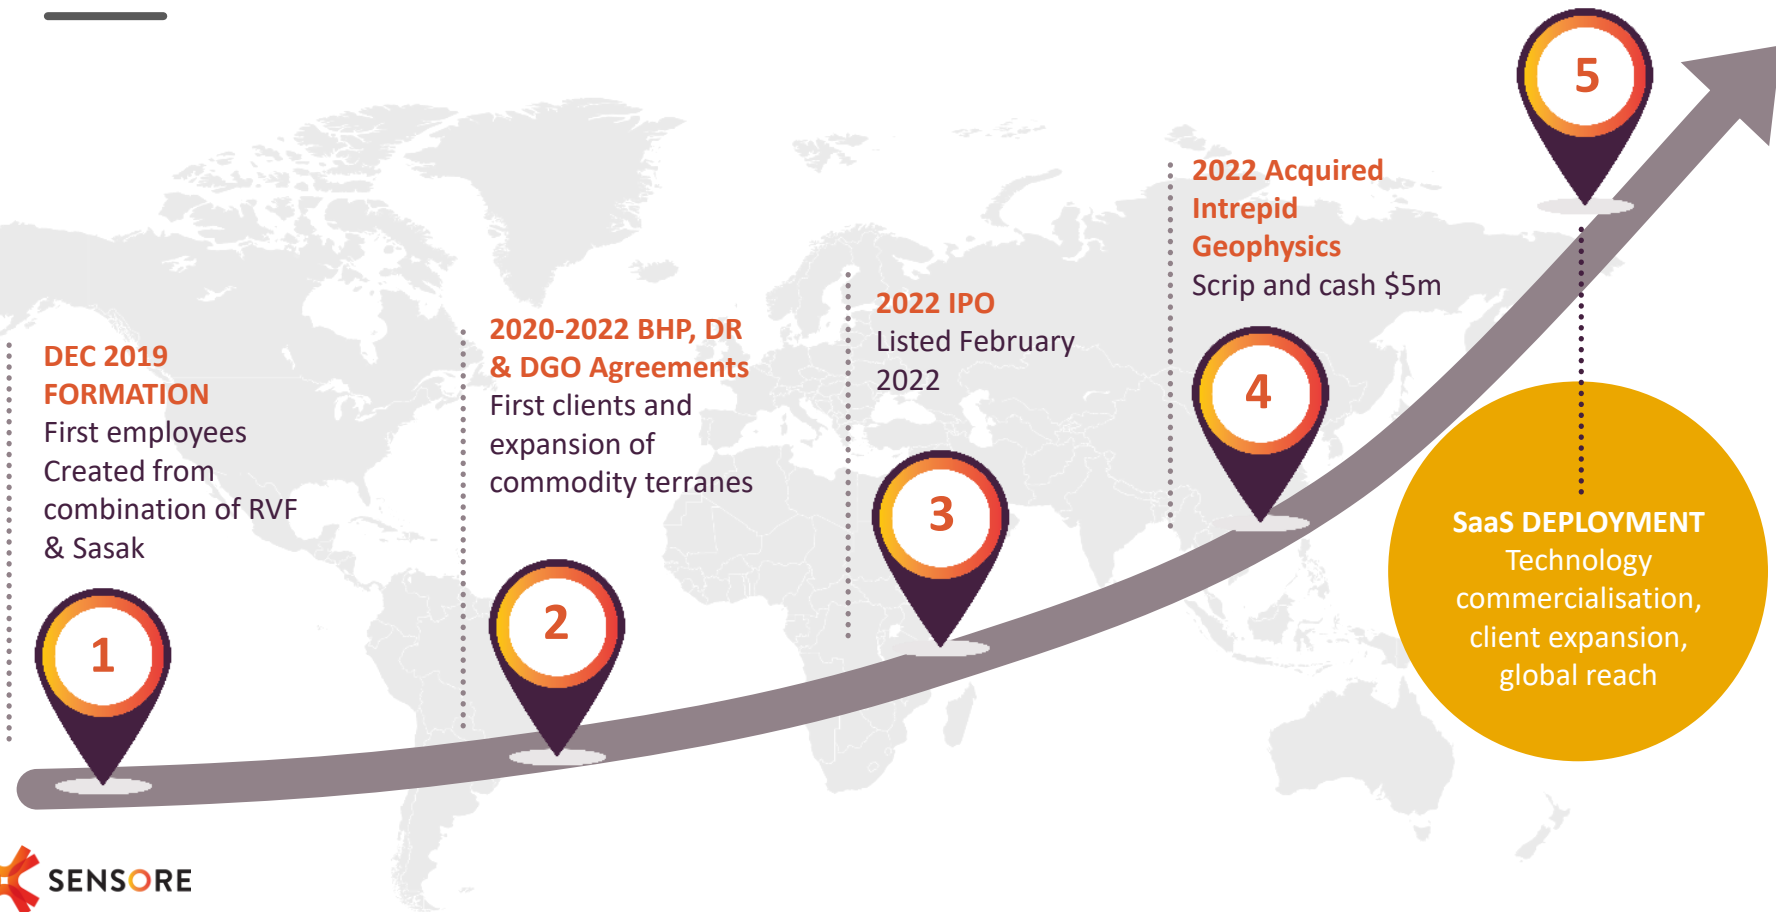 DEC 2019
FORMATION
First employees
Created from
combination of RVF
& Sasak
1
2020-2022 BHP, DR
& DGO Agreements
First clients and
expansion of
commodity terranes
2
2022 IPO
Listed February
2022
3
2022 Acquired
Intrepid
Geophysics
Scrip and cash $5m
4
5
SaaS DEPLOYMENT
Technology
commercialisation,
client expansion,
global reach
SENSORE